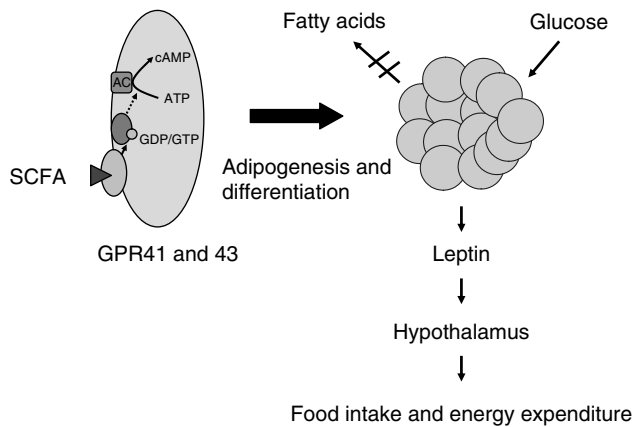 Fatty acids
Glucose
cAMP
AC
ATP
GDP/GTP
SCFA
Adipogenesis and
differentiation
GPR41 and 43
Leptin
Hypothalamus
Food intake and energy expenditure